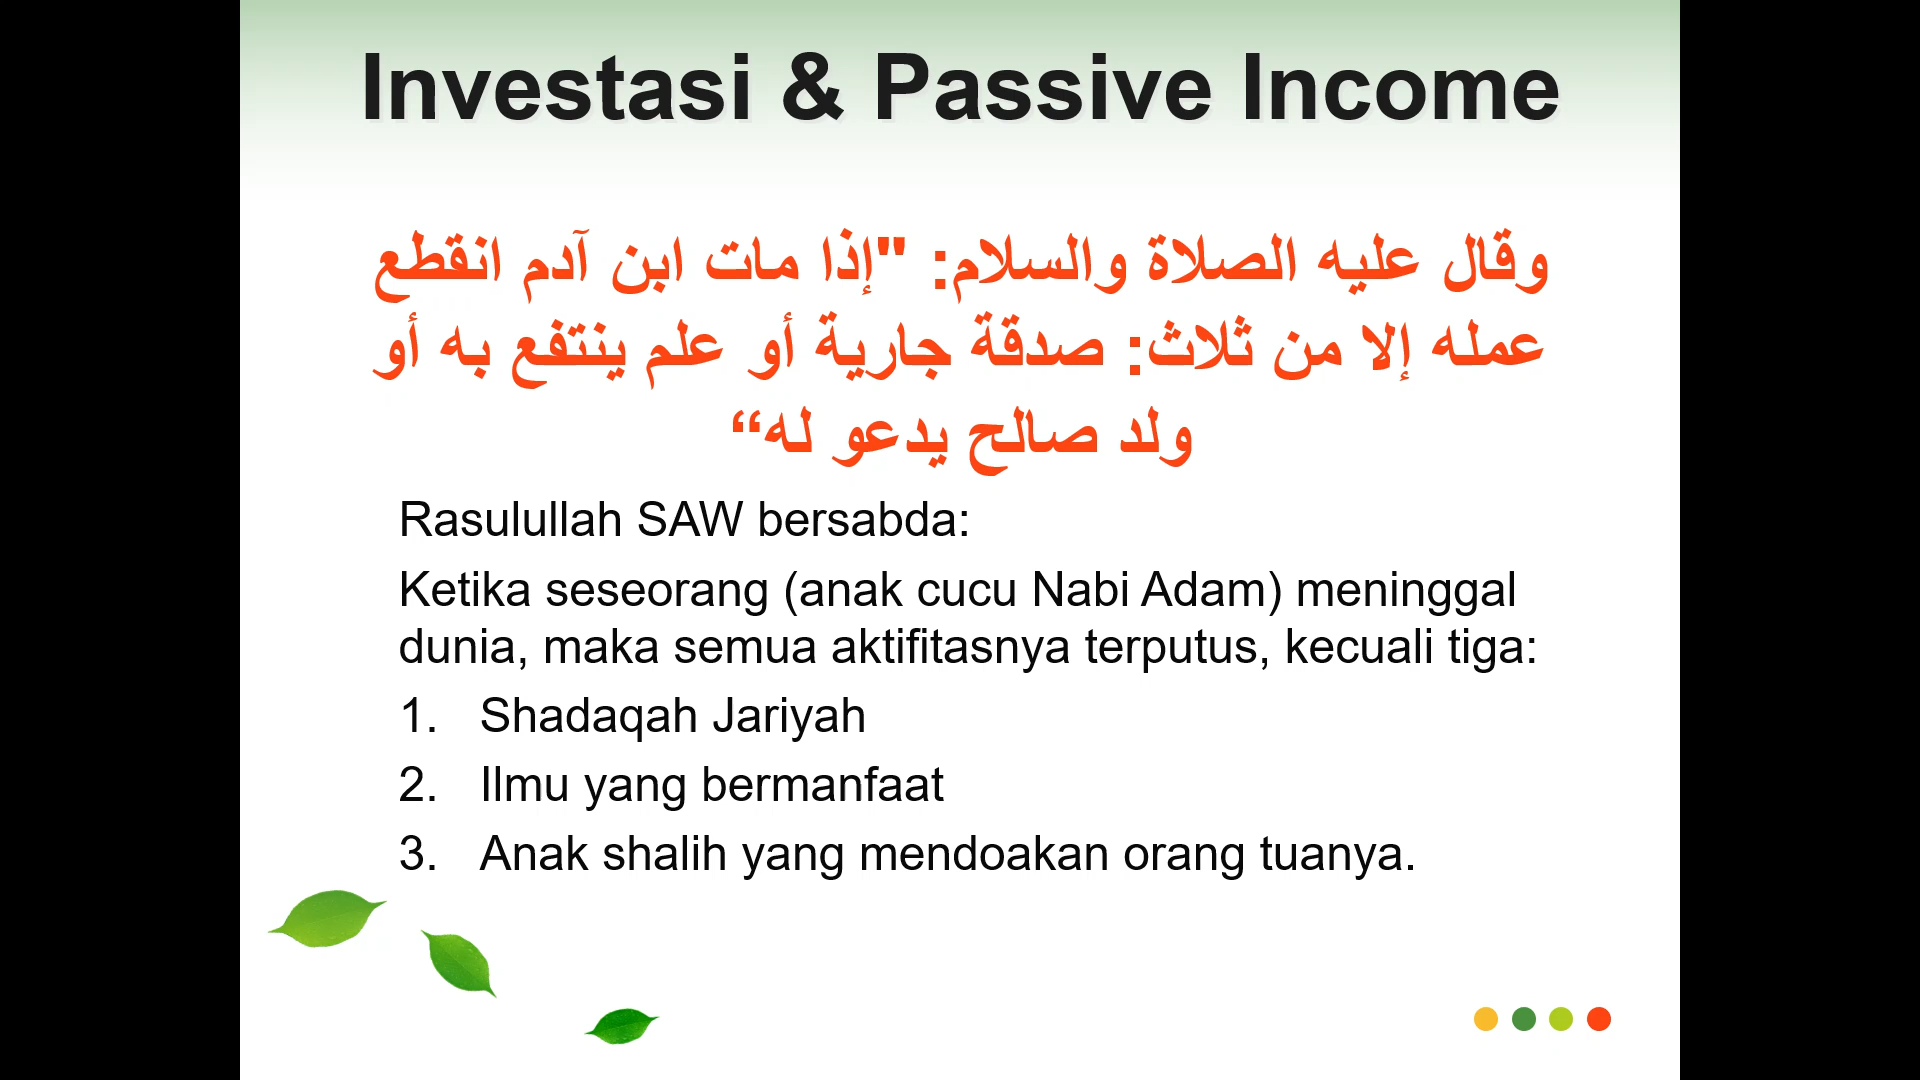 Investasi & Passive Income
وقال عليه الصلاة والسلام: "إذا مات ابن آدم انقطع
عمله إلا من ثلاث: صدقة جارية أو علم ينتفع به أو
ولد صالح يدعو له“
Rasulullah SAW bersabda:
Ketika seseorang (anak cucu Nabi Adam) meninggal
dunia, maka semua aktifitasnya terputus, kecuali tiga:
1. Shadaqah Jariyah
2. Ilmu yang bermanfaat
3. Anak shalih yang mendoakan orang tuanya.